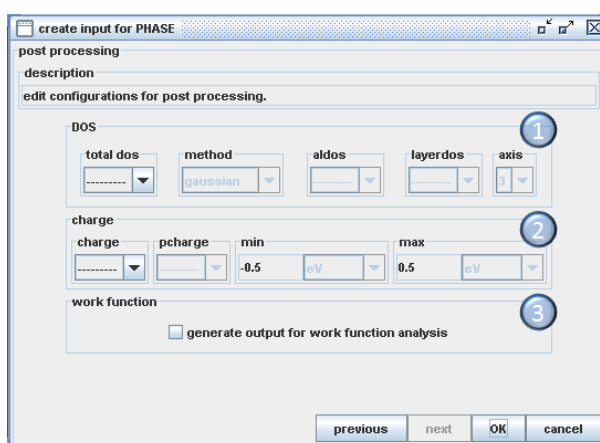 create input for PHASE
post processing
description
edit configurations for post processing.
DOS
1
total dos method aldos layerdos axis
--------- gaussian --------- --------- 3
charge
2
charge pcharge min max
--------- --------- -0.5 eV 0.5 eV
work function
3
generate output for work function analysis
previous next OK cancel